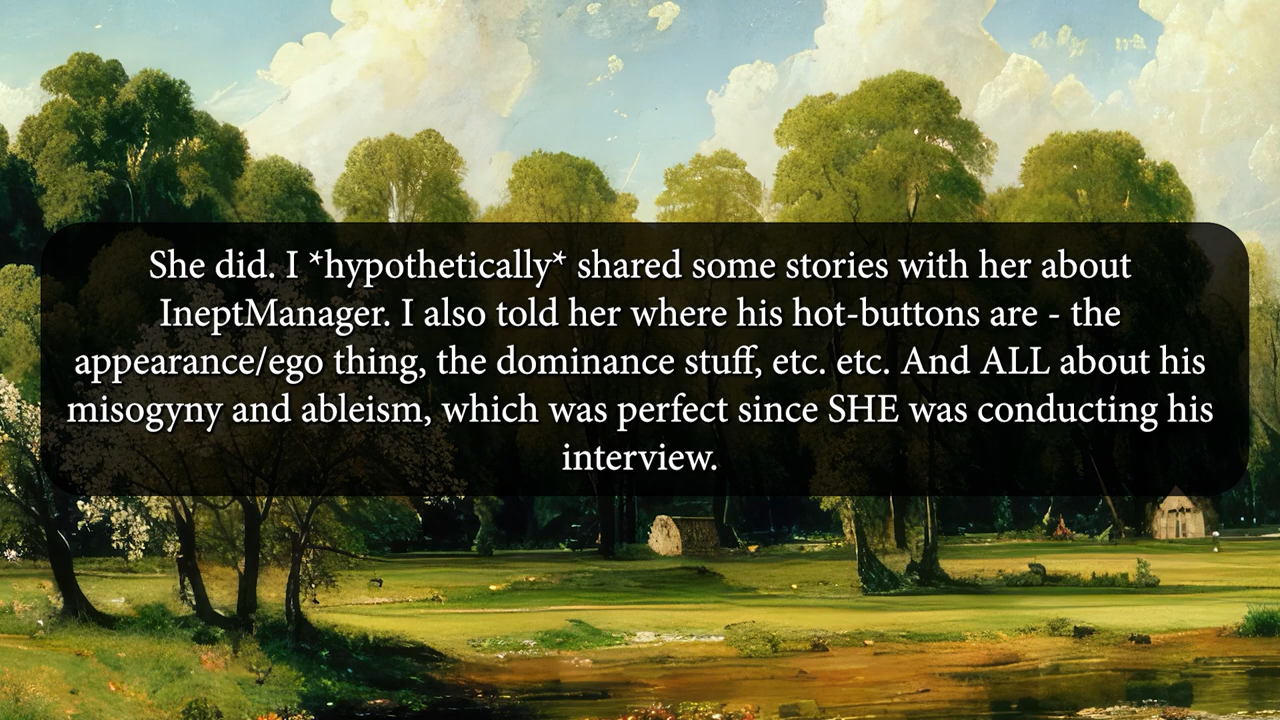 She did. I *hypothetically* shared some stories with her about
IneptManager. I also told her where his hot-buttons are - the
appearance/ego thing, the dominance stuff, etc. etc. And ALL about his
misogyny and ableism, which was perfect since SHE was conducting his
interview.